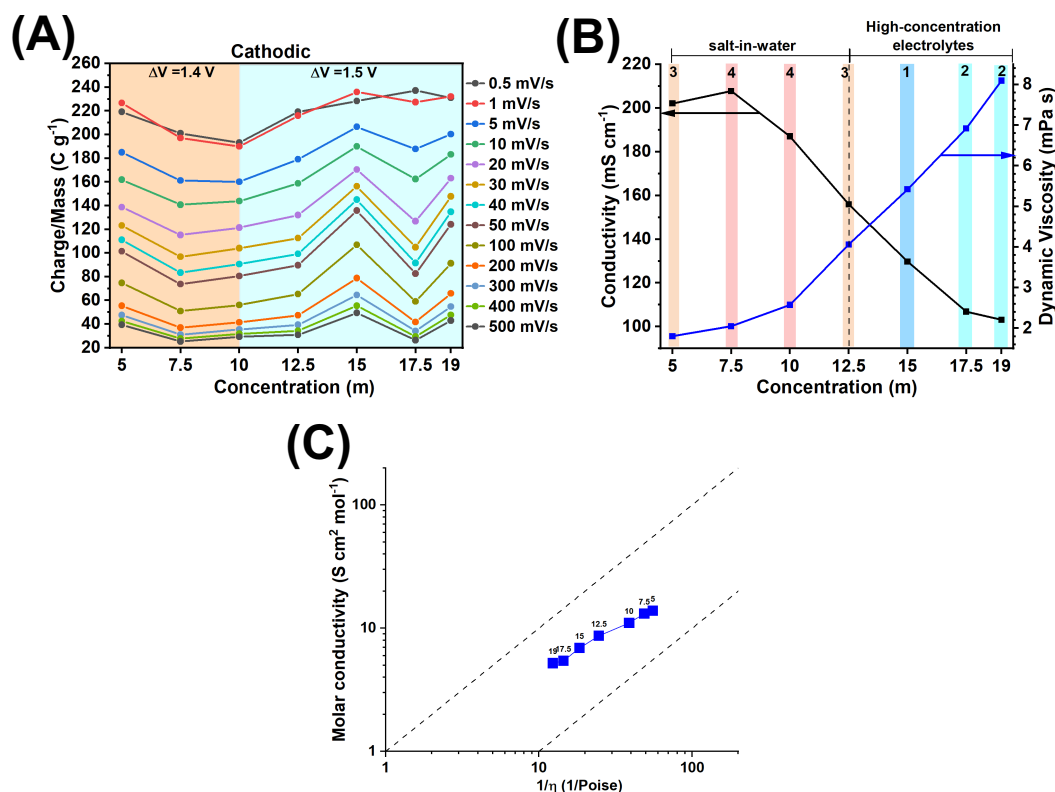 (A)
Cathodic
ΔV =1.4 V
ΔV =1.5 V
Charge/Mass (C g⁻¹)
260
240
220
200
180
160
140
120
100
80
60
40
20
5 7.5 10 12.5 15 17.5 19
Concentration (m)
0.5 mV/s
1 mV/s
5 mV/s
10 mV/s
20 mV/s
30 mV/s
40 mV/s
50 mV/s
100 mV/s
200 mV/s
300 mV/s
400 mV/s
500 mV/s
(B)
salt-in-water
High-concentration
electrolytes
3 4 4 3 1 2 2
Conductivity (mS cm⁻¹)
220
200
180
160
140
120
100
8
7
6
5
4
3
2
Dynamic Viscosity (mPa s)
5 7.5 10 12.5 15 17.5 19
Concentration (m)
(C)
Molar conductivity (S cm² mol⁻¹)
100
10
1
19 17.5 15 12.5 10 7.5 5
1 10 100
1/η (1/Poise)